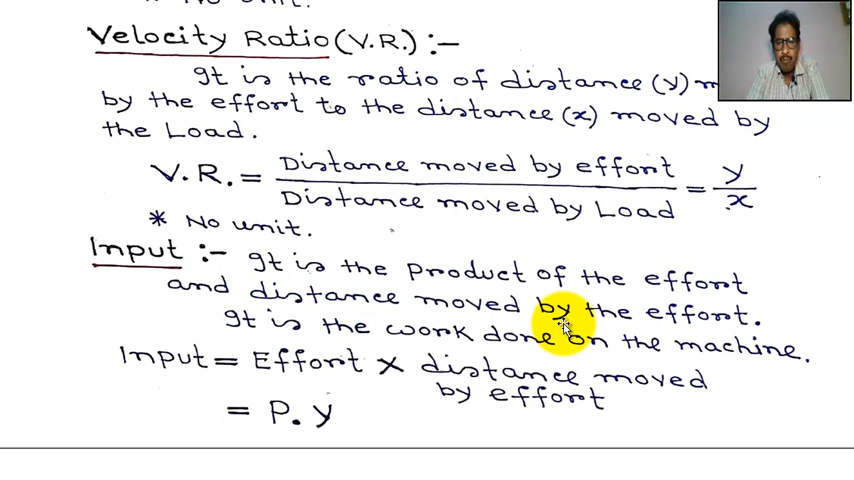 * No unit.
Velocity Ratio (V.R.) :-
It is the ratio of distance (y)
by the effort to the distance (x) moved by
the Load.
V.R. = Distance moved by effort / Distance moved by Load = y / x
* No unit.
Input :- It is the product of the effort
and distance moved by the effort.
It is the work done on the machine.
Input = Effort × distance moved
by effort
= P. y